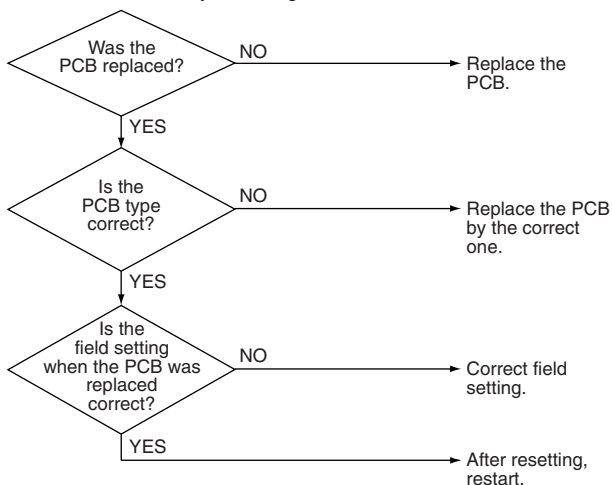 Was the
PCB replaced?
NO
Replace the
PCB.
YES
Is the
PCB type
correct?
NO
Replace the PCB
by the correct
one.
YES
Is the
field setting
when the PCB was
replaced
correct?
NO
Correct field
setting.
YES
After resetting,
restart.